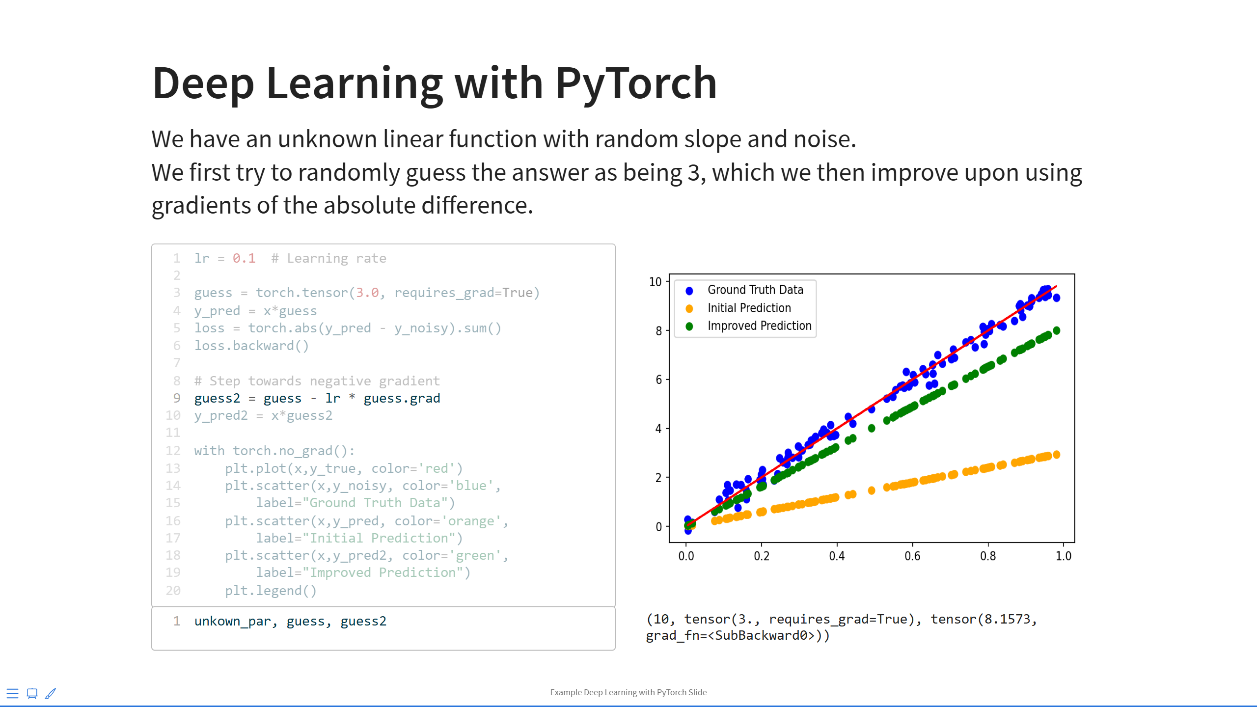 Deep Learning with PyTorch
We have an unknown linear function with random slope and noise.
We first try to randomly guess the answer as being 3, which we then improve upon using
gradients of the absolute difference.
1 lr = 0.1  # Learning rate
2
3 guess = torch.tensor(3.0, requires_grad=True)
4 y_pred = x*guess
5 loss = torch.abs(y_pred - y_noisy).sum()
6 loss.backward()
7
8 # Step towards negative gradient
9 guess2 = guess - lr * guess.grad
10 y_pred2 = x*guess2
11
12 with torch.no_grad():
13     plt.plot(x,y_true, color='red')
14     plt.scatter(x,y_noisy, color='blue',
15         label="Ground Truth Data")
16     plt.scatter(x,y_pred, color='orange',
17         label="Initial Prediction")
18     plt.scatter(x,y_pred2, color='green',
19         label="Improved Prediction")
20     plt.legend()
1 unkown_par, guess, guess2
Ground Truth Data
Initial Prediction
Improved Prediction
10
8
6
4
2
0
0.0 0.2 0.4 0.6 0.8 1.0
(10, tensor(3., requires_grad=True), tensor(8.1573,
grad_fn=<SubBackward0>))
Example Deep Learning with PyTorch Slide